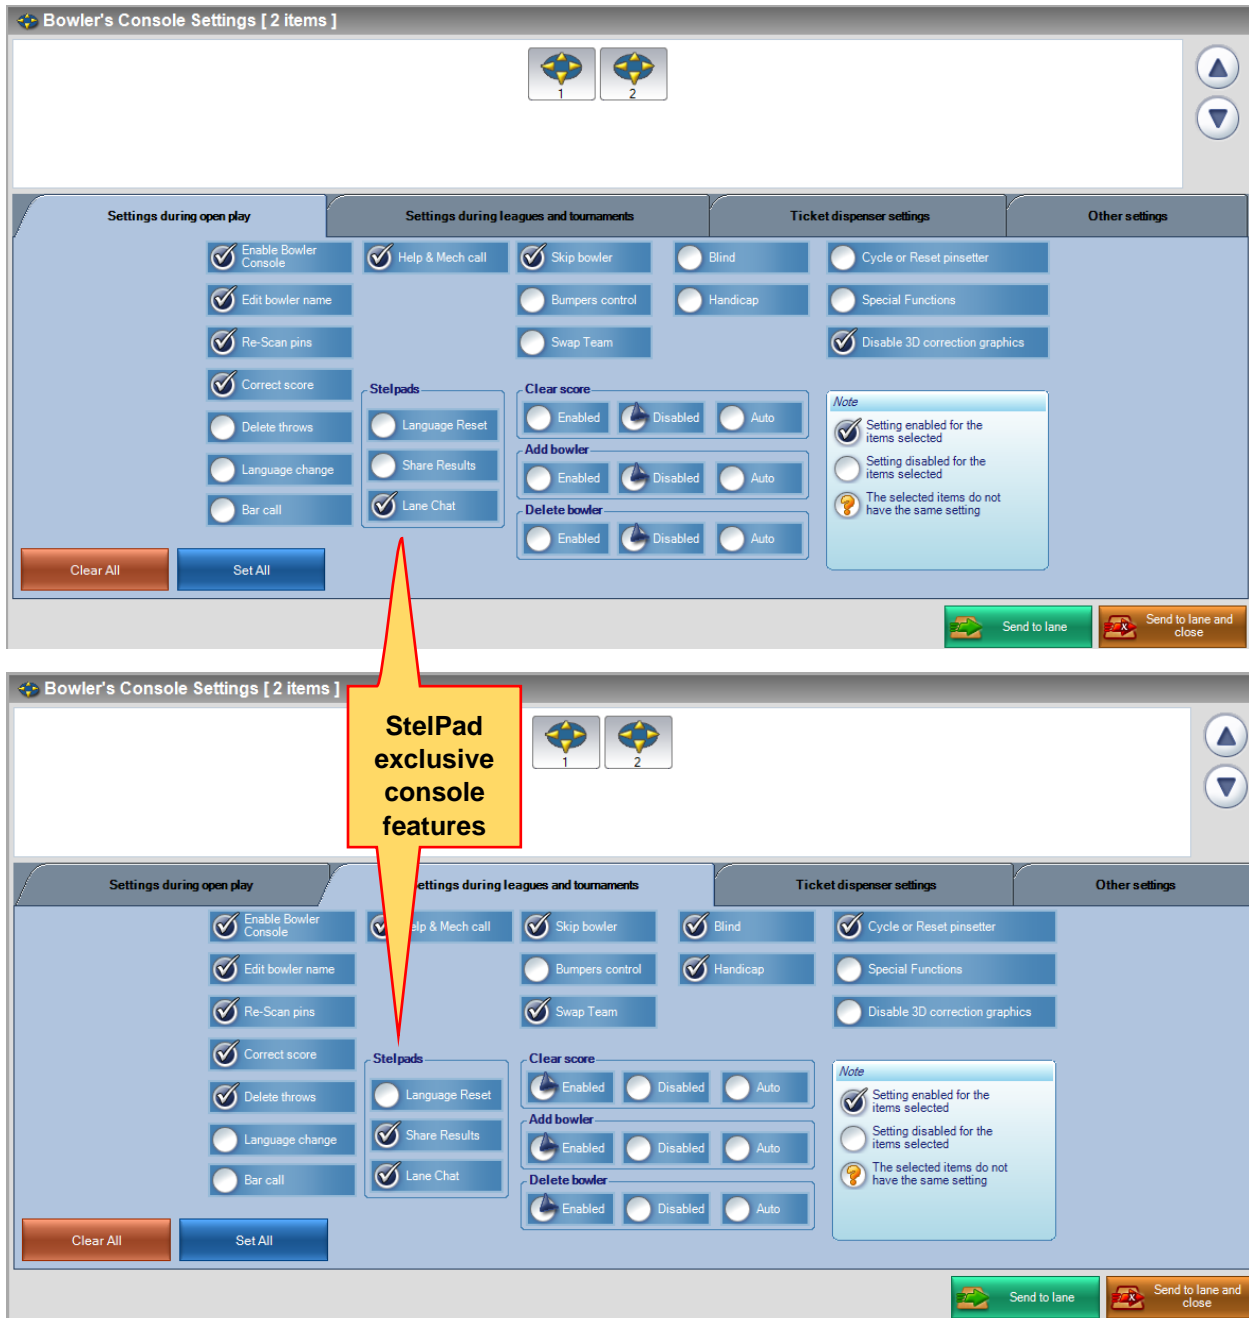 Bowler's Console Settings [ 2 items ]
1
2
Settings during open play
Settings during leagues and tournaments
Ticket dispenser settings
Other settings
Enable Bowler
Console
Help & Mech call
Skip bowler
Blind
Cycle or Reset pinsetter
Edit bowler name
Bumpers control
Handicap
Special Functions
Re-Scan pins
Swap Team
Disable 3D correction graphics
Correct score
Delete throws
Language change
Bar call
Stelpads
Language Reset
Share Results
Lane Chat
Clear score
Enabled
Disabled
Auto
Add bowler
Enabled
Disabled
Auto
Delete bowler
Enabled
Disabled
Auto
Note
Setting enabled for the
items selected
Setting disabled for the
items selected
The selected items do not
have the same setting
Clear All
Set All
Send to lane
Send to lane and
close
StelPad
exclusive
console
features
Bowler's Console Settings [ 2 items ]
1
2
Settings during open play
ettings during leagues and tournaments
Ticket dispenser settings
Other settings
Enable Bowler
Console
elp & Mech call
Skip bowler
Blind
Cycle or Reset pinsetter
Edit bowler name
Bumpers control
Handicap
Special Functions
Re-Scan pins
Swap Team
Disable 3D correction graphics
Correct score
Delete throws
Language change
Bar call
Stelpads
Language Reset
Share Results
Lane Chat
Clear score
Enabled
Disabled
Auto
Add bowler
Enabled
Disabled
Auto
Delete bowler
Enabled
Disabled
Auto
Note
Setting enabled for the
items selected
Setting disabled for the
items selected
The selected items do not
have the same setting
Clear All
Set All
Send to lane
Send to lane and
close